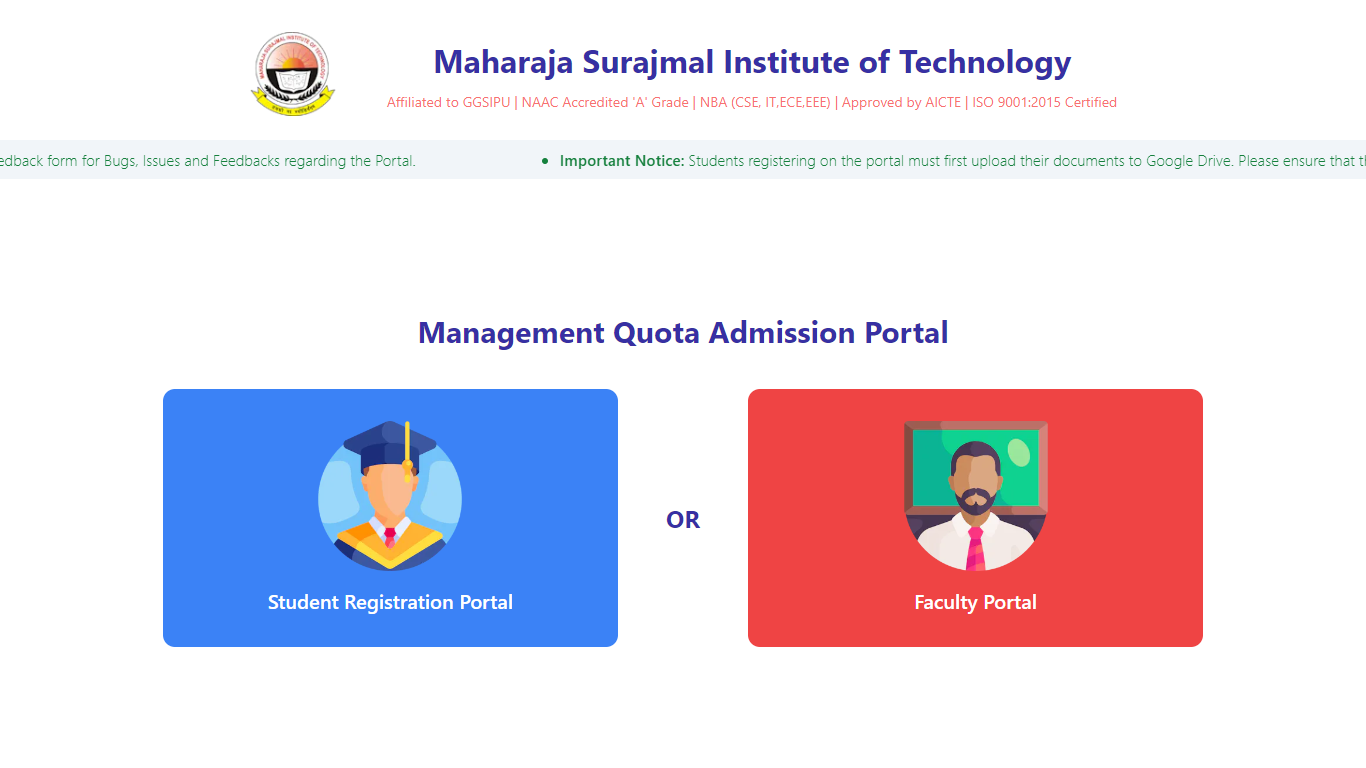 MAHARAJA SURAJMAL INSTITUTE OF TECHNOLOGY
Maharaja Surajmal Institute of Technology
Affiliated to GGSIPU | NAAC Accredited 'A' Grade | NBA (CSE, IT,ECE,EEE) | Approved by AICTE | ISO 9001:2015 Certified
form for Bugs, Issues and Feedbacks regarding the Portal.
• Important Notice: Students registering on the portal must first upload their documents to Google Drive. Please ensure that
Management Quota Admission Portal
Student Registration Portal
OR
Faculty Portal